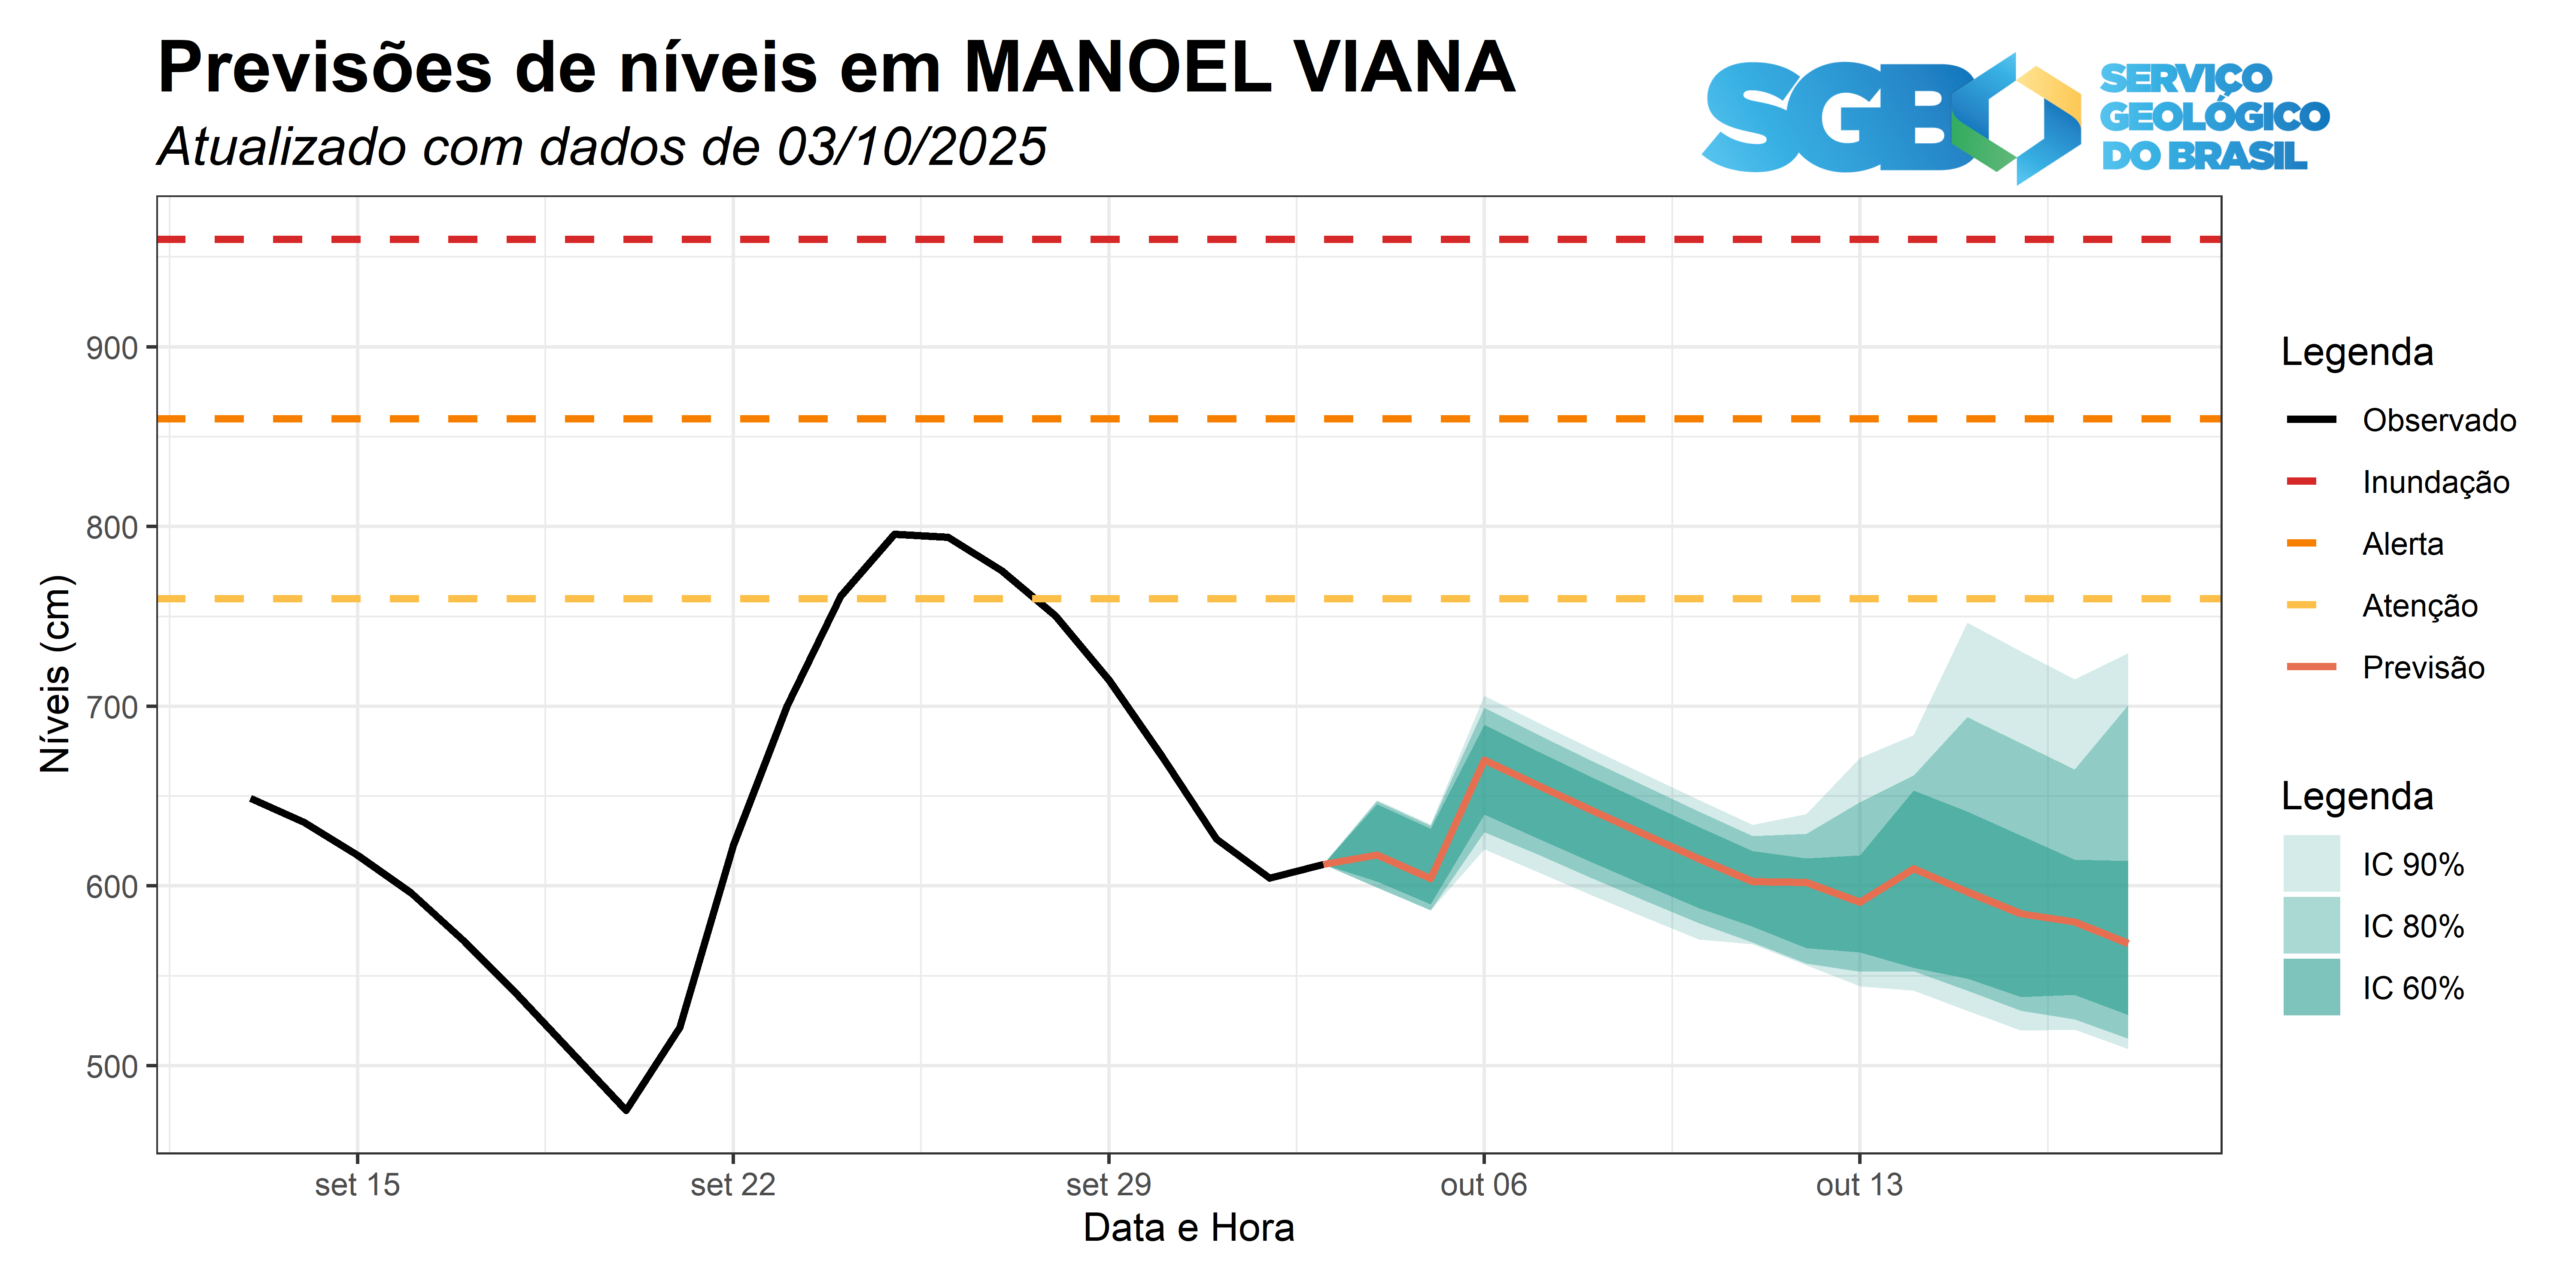 Previsões de níveis em MANOEL VIANA
Atualizado com dados de 03/10/2025
SGB
SERVIÇO
GEOLÓGICO
DO BRASIL
Níveis (cm)
900
800
700
600
500
set 15
set 22
set 29
out 06
out 13
Data e Hora
Legenda
Observado
Inundação
Alerta
Atenção
Previsão
Legenda
IC 90%
IC 80%
IC 60%